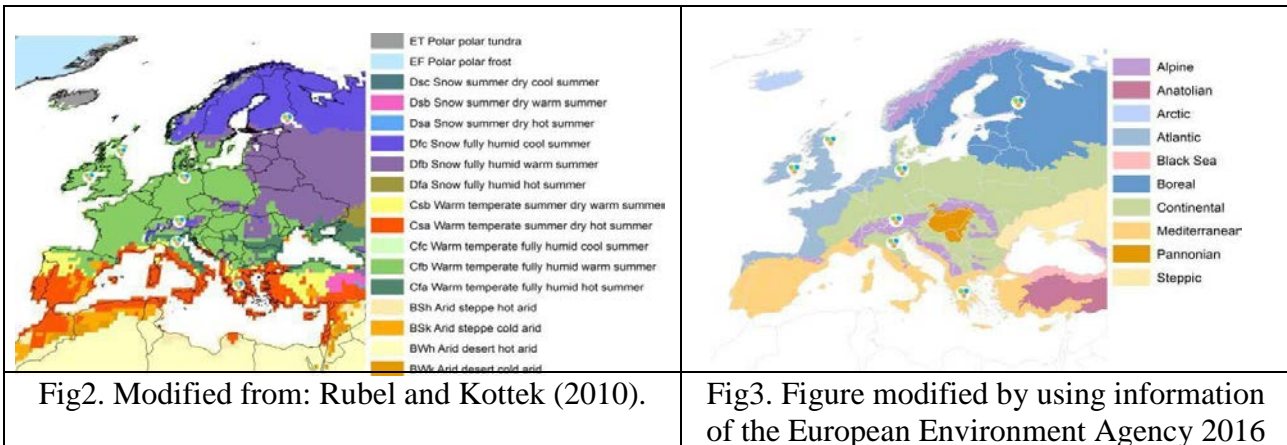 ET Polar polar tundra
EF Polar polar frost
Dsc Snow summer dry cool summer
Dsb Snow summer dry warm summer
Dsa Snow summer dry hot summer
Dfc Snow fully humid cool summer
Dfb Snow fully humid warm summer
Dfa Snow fully humid hot summer
Csb Warm temperate summer dry warm summe
Csa Warm temperate summer dry hot summer
Cfc Warm temperate fully humid cool summer
Cfb Warm temperate fully humid warm summer
Cfa Warm temperate fully humid hot summer
BSh Arid steppe hot arid
BSk Arid steppe cold arid
BWh Arid desert hot arid
BWk Arid desert cold arid
Fig2. Modified from: Rubel and Kottek (2010).
Alpine
Anatolian
Arctic
Atlantic
Black Sea
Boreal
Continental
Mediterranean
Pannonian
Steppic
Fig3. Figure modified by using information
of the European Environment Agency 2016